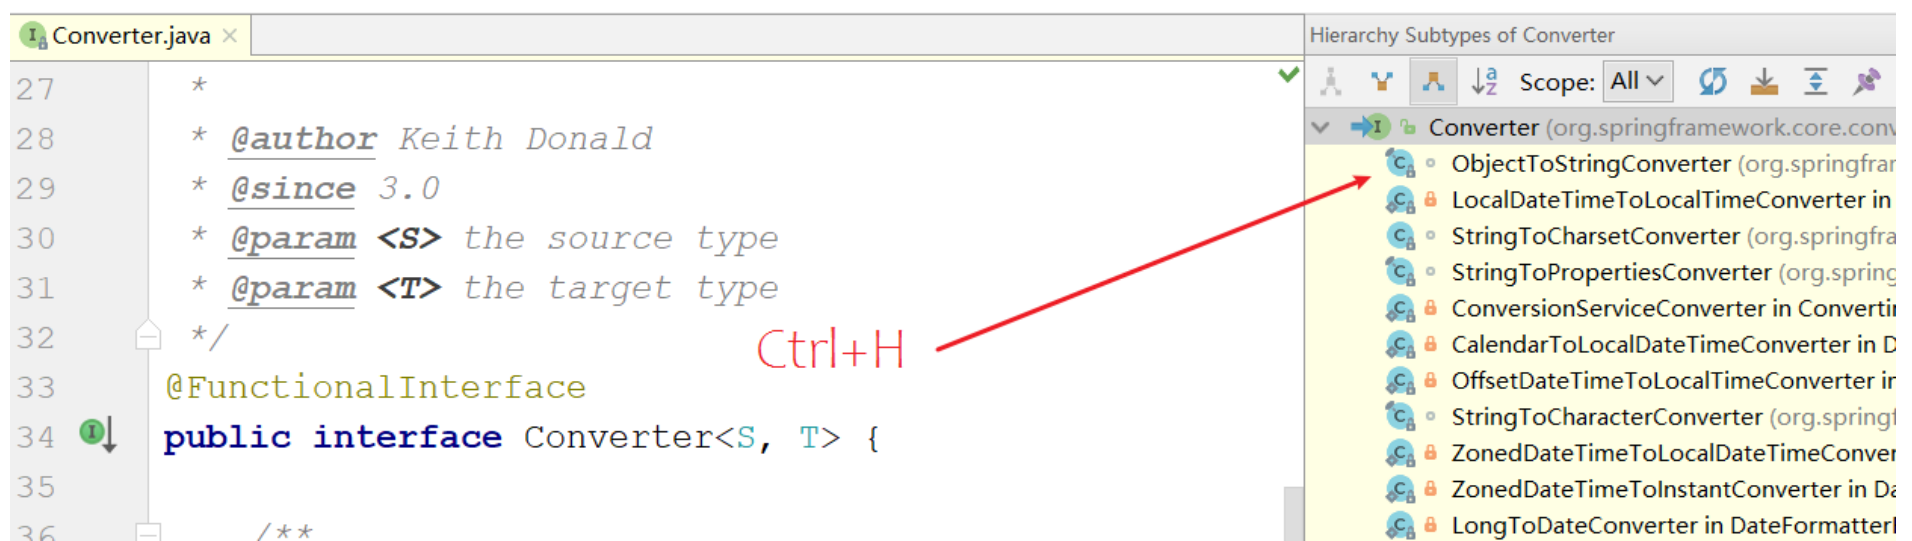 Converter.java
27 *
28 * @author Keith Donald
29 * @since 3.0
30 * @param <S> the source type
31 * @param <T> the target type
32 */
33 @FunctionalInterface
34 public interface Converter<S, T> {
35
36 /**
Ctrl+H
Hierarchy Subtypes of Converter
Scope: All
Converter (org.springframework.core.conv
ObjectToStringConverter (org.springfrar
LocalDateTimeToLocalTimeConverter in
StringToCharsetConverter (org.springfra
StringToPropertiesConverter (org.spring
ConversionServiceConverter in Converti
CalendarToLocalDateTimeConverter in D
OffsetDateTimeToLocalTimeConverter in
StringToCharacterConverter (org.springf
ZonedDateTimeToLocalDateTimeConver
ZonedDateTimeToInstantConverter in Da
LongToDateConverter in DateFormatter